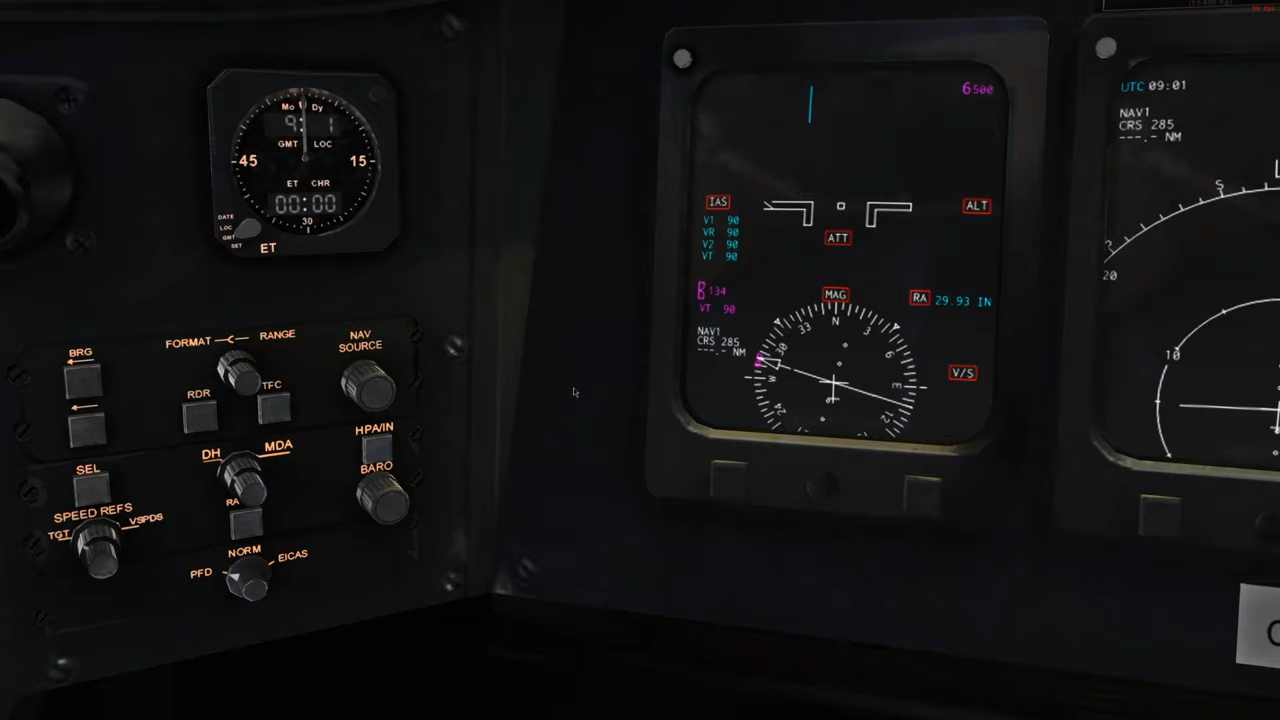 Mo Dy
9: 1
GMT LOC
45
15
ET CHR
00:00
30
DATE
LOC
GMT
SET
ET
BRG
FORMAT
RANGE
NAV
SOURCE
RDR
TFC
HPA/IN
DH
MDA
BARO
SEL
RA
SPEED REFS
TGT
VSPDS
NORM
PFD
EICAS
6500
IAS
V1 90
VR 90
V2 90
VT 90
ALT
ATT
134
VT 90
MAG
RA 29.93 IN
NAV1
CRS 285
---.- NM
33
N
3
30
6
W
E
24
12
V/S
UTC 09:01
NAV1
CRS 285
---.- NM
S
20
10